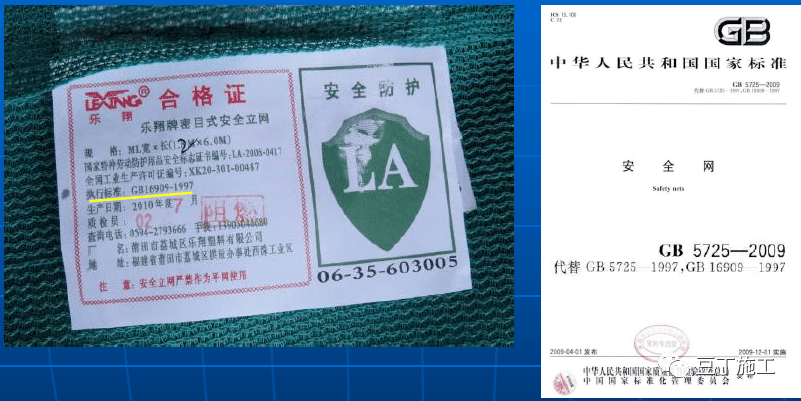 LEXIANG® 合格证
乐翔
乐翔牌密目式安全立网
规 格: ML宽×长(1.2M×6.0M)
国家特种劳动防护用品安全标志证书编号: LA-2005-0417
全国工业生产许可证编号: XK20-301-00487
执行标准: GB16909-1997
生产日期: 2010年度 7 月
质检员: 02
查询电话: 0594-2793666 手机:
厂 名: 莆田市荔城区乐翔塑料有限公司
地 址: 福建省莆田市荔城区拱辰办事处西洙工业区
注 意: 安全立网严禁作为平网使用
安全防护
LA
06-35-603005
ICS 13.100
C 73
GB
中华人民共和国国家标准
GB 5725—2009
代替 GB 5725—1997,GB 16909—1997
安全网
Safety nets
GB 5725—2009
代替 GB 5725—1997,GB 16909—1997
2009-04-01 发布
2009-12-01 实施
中华人民共和国国家质量监督检验检疫总局
中国国家标准化管理委员会
发布
豆丁施工